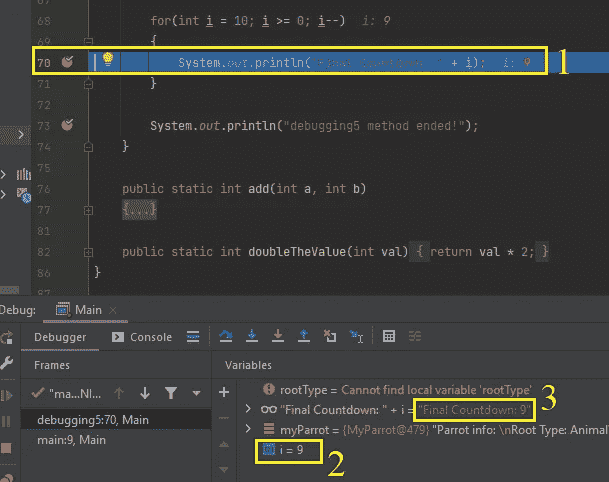 68 for(int i = 10; i >= 0; i--) i: 9
69 {
70 System.out.println( + i); i: 9 1
71 }
72
73 System.out.println("debugging5 method ended!");
74 }
75
76 public static int add(int a, int b)
77 {...}
81
82 public static int doubleTheValue(int val) { return val * 2; }
86 }
87
Debug: Main ×
Debugger Console
Frames Variables
"ma...NI... rootType = Cannot find local variable 'rootType' 3
debugging5:70, Main "Final Countdown: " + i = "Final Countdown: 9"
main:9, Main myParrot = {MyParrot@479} "Parrot info: \nRoot Type: Animal
i = 9 2